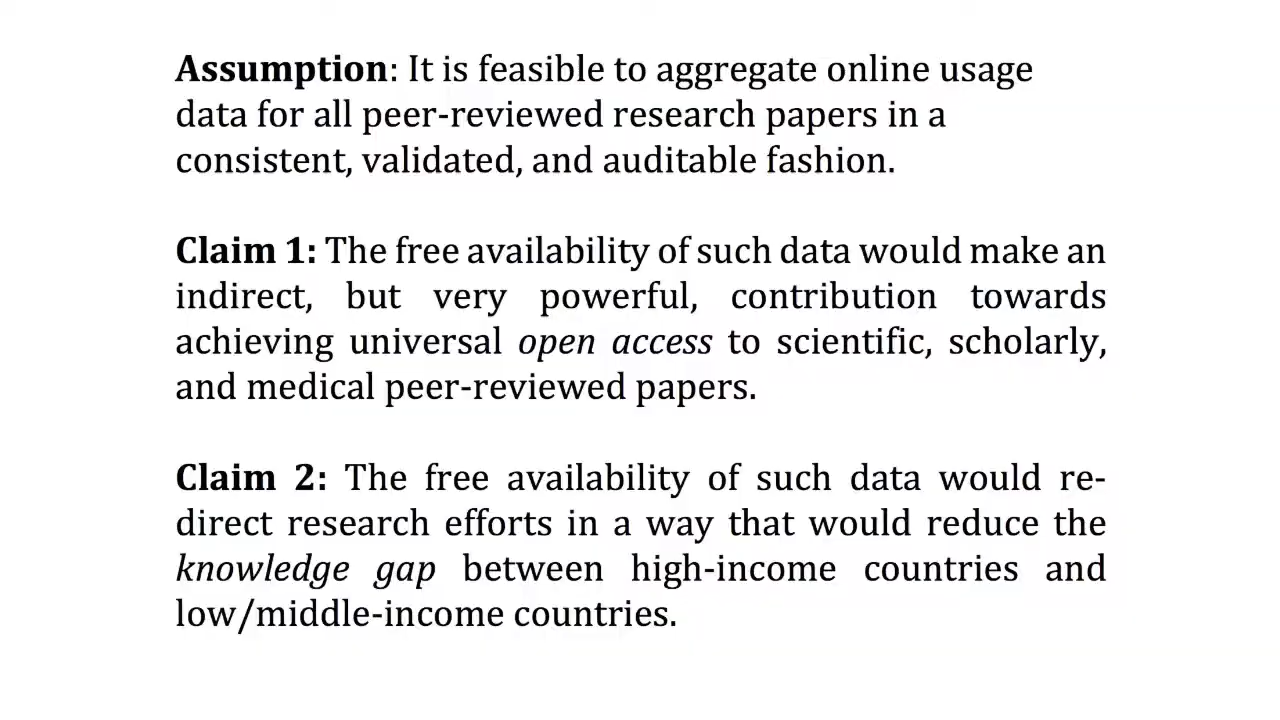 Assumption: It is feasible to aggregate online usage
data for all peer-reviewed research papers in a
consistent, validated, and auditable fashion.
Claim 1: The free availability of such data would make an
indirect, but very powerful, contribution towards
achieving universal open access to scientific, scholarly,
and medical peer-reviewed papers.
Claim 2: The free availability of such data would re-
direct research efforts in a way that would reduce the
knowledge gap between high-income countries and
low/middle-income countries.